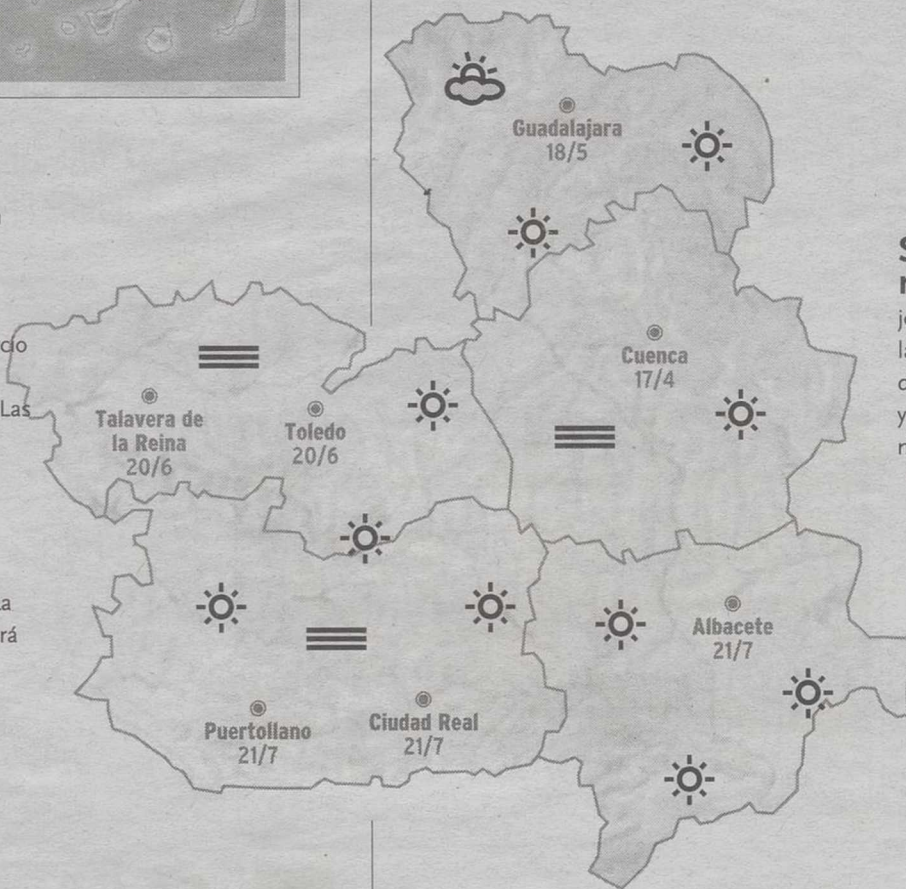 Guadalajara
18/5
Cuenca
17/4
Talavera de
la Reina
20/6
Toledo
20/6
Albacete
21/7
Puertollano
21/7
Ciudad Real
21/7
cio
Las
rá